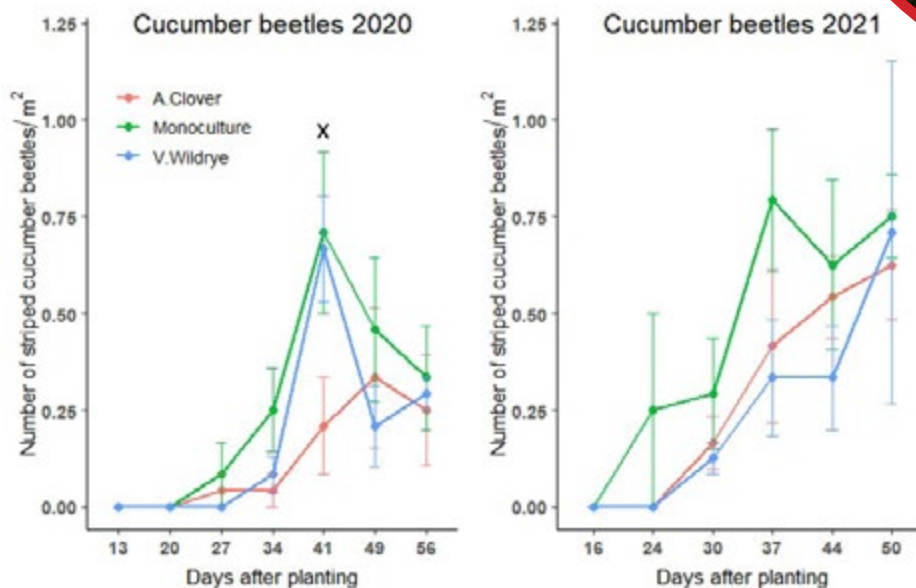 Cucumber beetles 2020
Number of striped cucumber beetles/ m²
1.25
1.00
0.75
0.50
0.25
0.00
A.Clover
Monoculture
V.Wildrye
x
13 20 27 34 41 49 56
Days after planting
Cucumber beetles 2021
Number of striped cucumber beetles/ m²
1.25
1.00
0.75
0.50
0.25
0.00
16 24 30 37 44 50
Days after planting